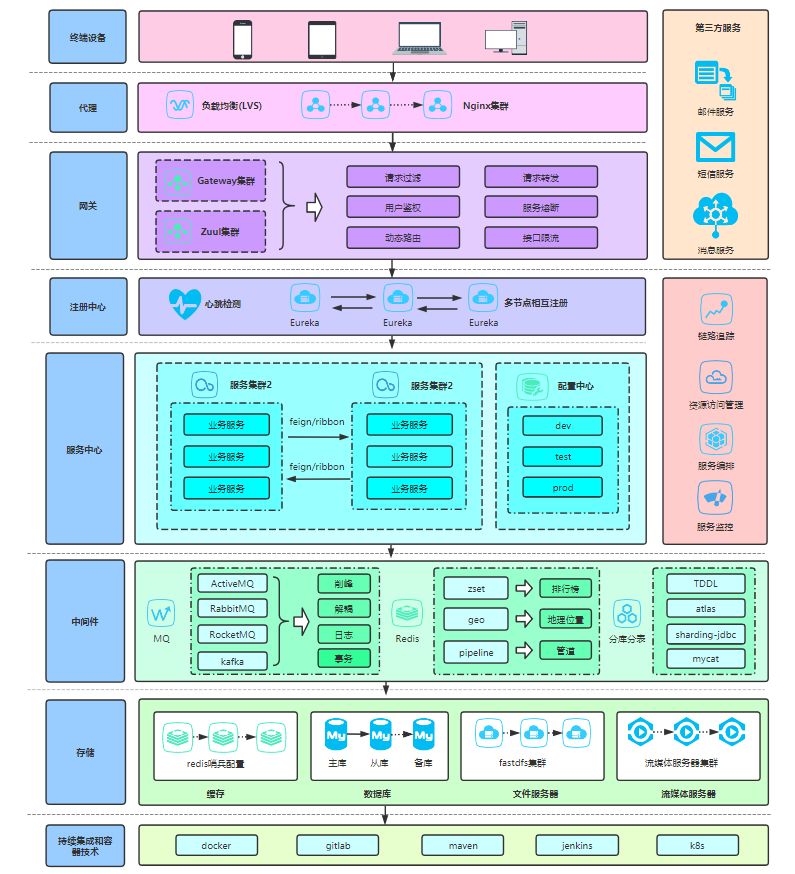 终端设备
代理
负载均衡(LVS)
Nginx集群
网关
Gateway集群
Zuul集群
请求过滤
请求转发
用户鉴权
服务熔断
动态路由
接口限流
第三方服务
邮件服务
短信服务
消息服务
注册中心
心跳检测
Eureka
Eureka
Eureka
多节点相互注册
服务中心
服务集群2
业务服务
业务服务
业务服务
feign/ribbon
feign/ribbon
服务集群2
业务服务
业务服务
业务服务
配置中心
dev
test
prod
链路追踪
资源访问管理
服务编排
服务监控
中间件
MQ
ActiveMQ
RabbitMQ
RocketMQ
kafka
削峰
解耦
日志
事务
Redis
zset
排行榜
geo
地理位置
pipeline
管道
分库分表
TDDL
atlas
sharding-jdbc
mycat
存储
redis哨兵配置
缓存
My
My
My
主库
从库
备库
数据库
fastdfs集群
文件服务器
流媒体服务器集群
流媒体服务器
持续集成和容
器技术
docker
gitlab
maven
jenkins
k8s